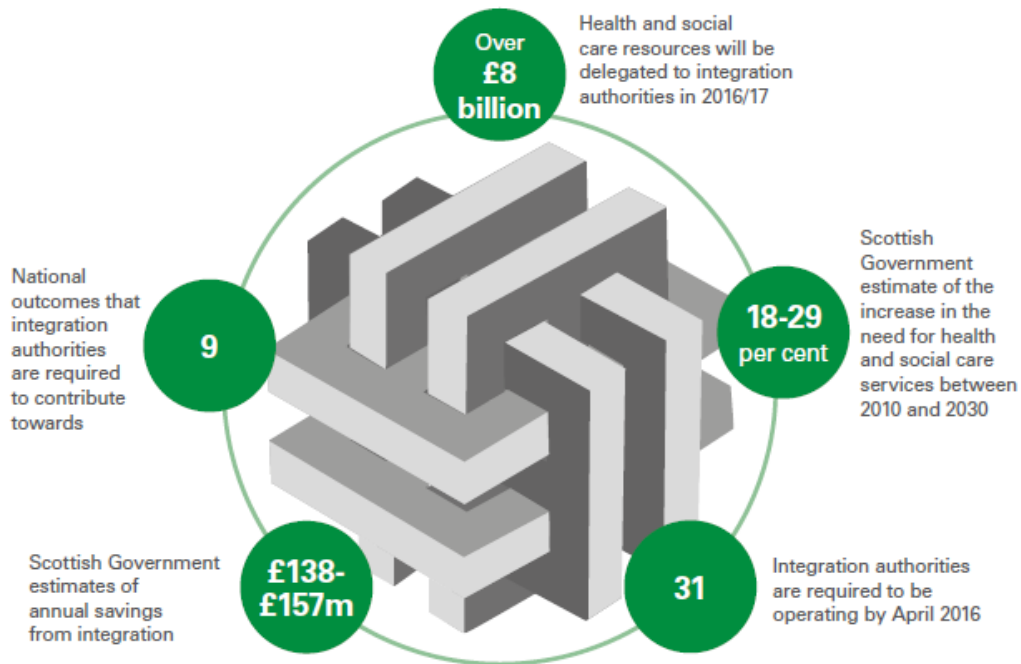 Over
£8
billion
Health and social
care resources will be
delegated to integration
authorities in 2016/17
18-29
per cent
Scottish
Government
estimate of the
increase in the
need for health
and social care
services between
2010 and 2030
31
Integration authorities
are required to be
operating by April 2016
£138-
£157m
Scottish Government
estimates of
annual savings
from integration
9
National
outcomes that
integration
authorities
are required
to contribute
towards